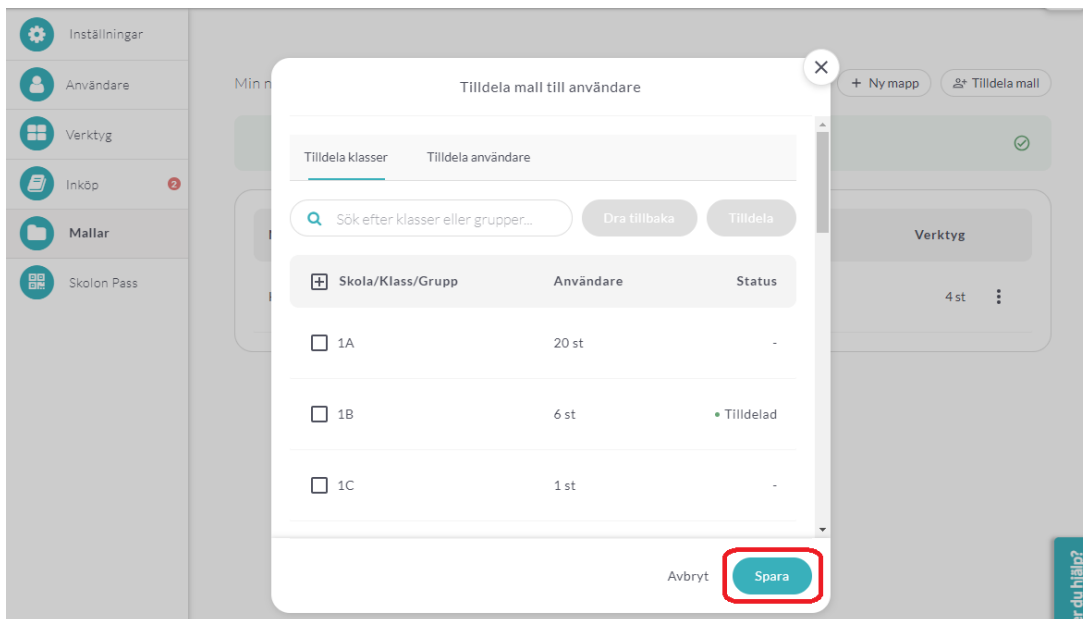 Inställningar
Användare
Verktyg
Inköp 2
Mallar
Skolon Pass
Min
+ Ny mapp
Tilldela mall
Verktyg
4 st
Tilldela mall till användare
Tilldela klasser Tilldela användare
Sök efter klasser eller grupper...
Dra tillbaka
Tilldela
Skola/Klass/Grupp Användare Status
1A 20 st -
1B 6 st • Tilldelad
1C 1 st -
Avbryt Spara
du hjälp?